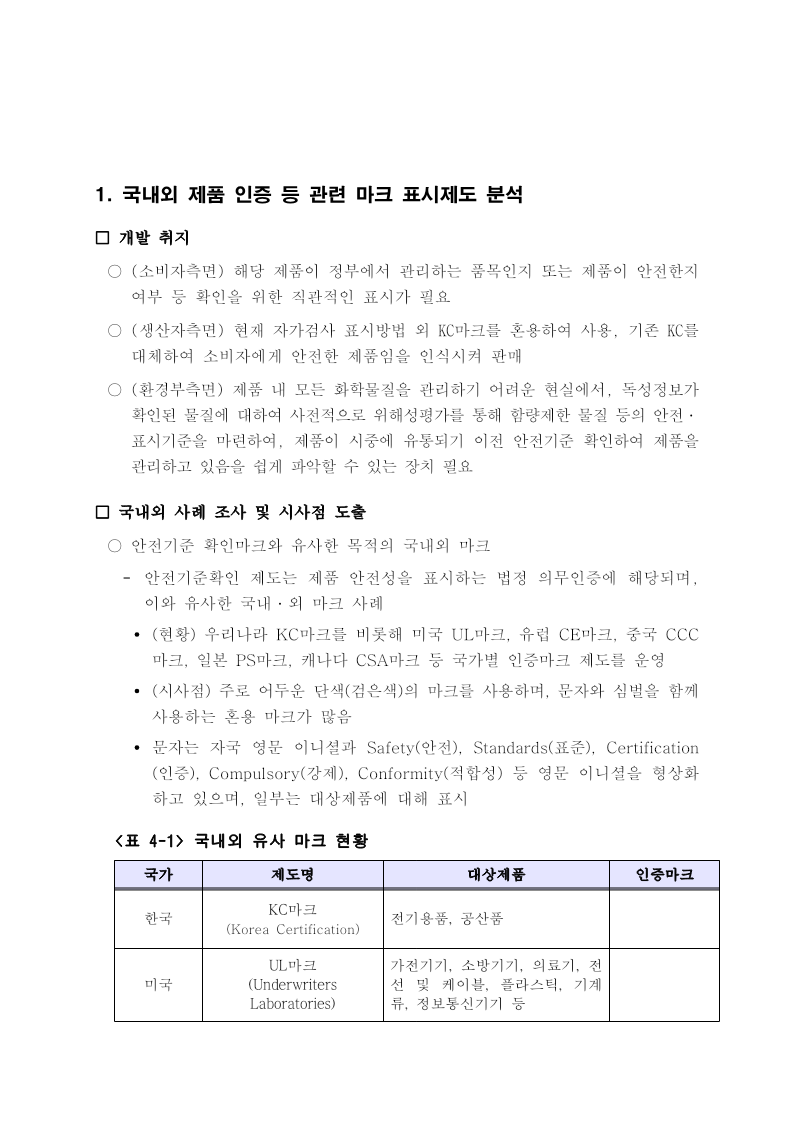 1. 국내외 제품 인증 등 관련 마크 표시제도 분석
□ 개발 취지
○ (소비자측면) 해당 제품이 정부에서 관리하는 품목인지 또는 제품이 안전한지
여부 등 확인을 위한 직관적인 표시가 필요
○ (생산자측면) 현재 자가검사 표시방법 외 KC마크를 혼용하여 사용, 기존 KC를
대체하여 소비자에게 안전한 제품임을 인식시켜 판매
○ (환경부측면) 제품 내 모든 화학물질을 관리하기 어려운 현실에서, 독성정보가
확인된 물질에 대하여 사전적으로 위해성평가를 통해 함량제한 물질 등의 안전·
표시기준을 마련하여, 제품이 시중에 유통되기 이전 안전기준 확인하여 제품을
관리하고 있음을 쉽게 파악할 수 있는 장치 필요
□ 국내외 사례 조사 및 시사점 도출
○ 안전기준 확인마크와 유사한 목적의 국내외 마크
- 안전기준확인 제도는 제품 안전성을 표시하는 법정 의무인증에 해당되며,
이와 유사한 국내·외 마크 사례
• (현황) 우리나라 KC마크를 비롯해 미국 UL마크, 유럽 CE마크, 중국 CCC
마크, 일본 PS마크, 캐나다 CSA마크 등 국가별 인증마크 제도를 운영
• (시사점) 주로 어두운 단색(검은색)의 마크를 사용하며, 문자와 심벌을 함께
사용하는 혼용 마크가 많음
• 문자는 자국 영문 이니셜과 Safety(안전), Standards(표준), Certification
(인증), Compulsory(강제), Conformity(적합성) 등 영문 이니셜을 형상화
하고 있으며, 일부는 대상제품에 대해 표시
<표 4-1> 국내외 유사 마크 현황
국가 제도명 대상제품 인증마크
한국 KC마크 (Korea Certification) 전기용품, 공산품
미국 UL마크 (Underwriters Laboratories) 가전기기, 소방기기, 의료기, 전선 및 케이블, 플라스틱, 기계류, 정보통신기기 등